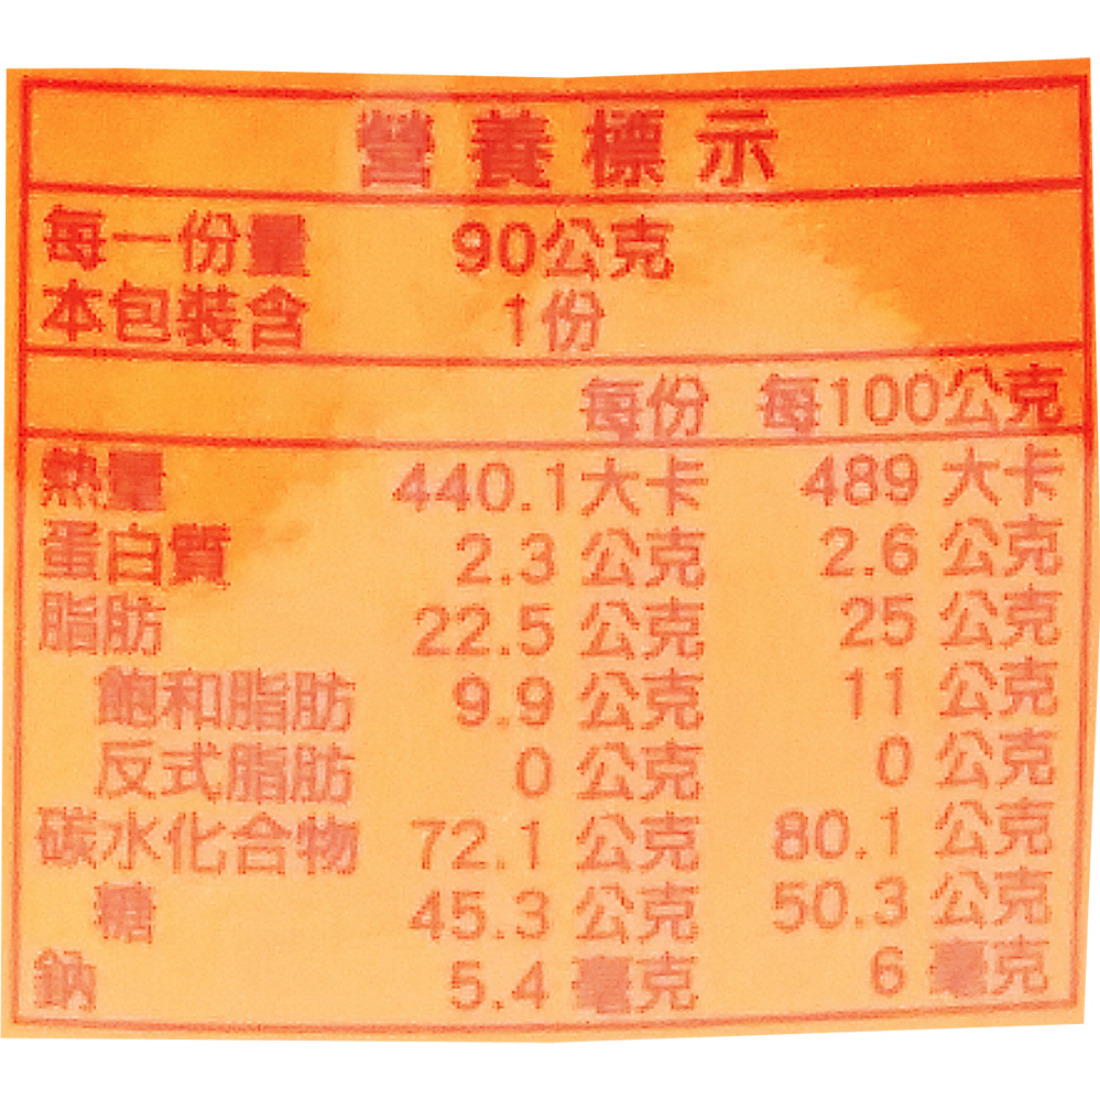 營養標示
每一份量 90公克
本包裝含 1份
每份 每100公克
熱量 440.1大卡 489 大卡
蛋白質 2.3 公克 2.6 公克
脂肪 22.5 公克 25 公克
飽和脂肪 9.9 公克 11 公克
反式脂肪 0 公克 0 公克
碳水化合物 72.1 公克 80.1 公克
糖 45.3 公克 50.3 公克
鈉 5.4 毫克 6 毫克